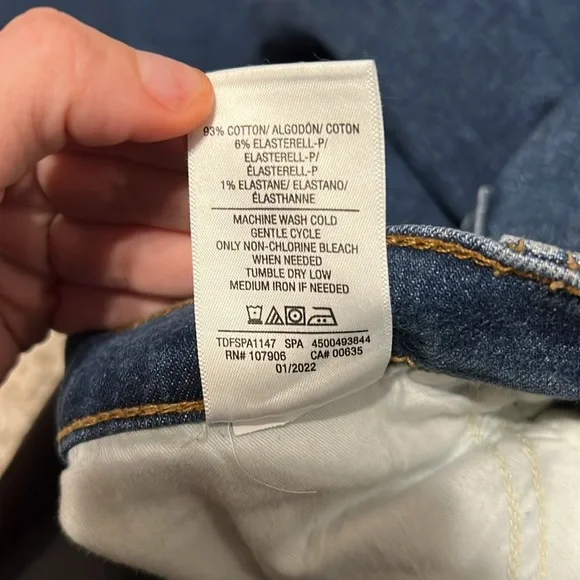 93% COTTON/ ALGODÓN/ COTON
6% ELASTERELL-P/
ELASTERELL-P/
ÉLASTERELL-P
1% ELASTANE/ ELASTANO/
ÉLASTHANNE
MACHINE WASH COLD
GENTLE CYCLE
ONLY NON-CHLORINE BLEACH
WHEN NEEDED
TUMBLE DRY LOW
MEDIUM IRON IF NEEDED
TDFSPA1147 SPA 4500493844
RN# 107906 CA# 00635
01/2022